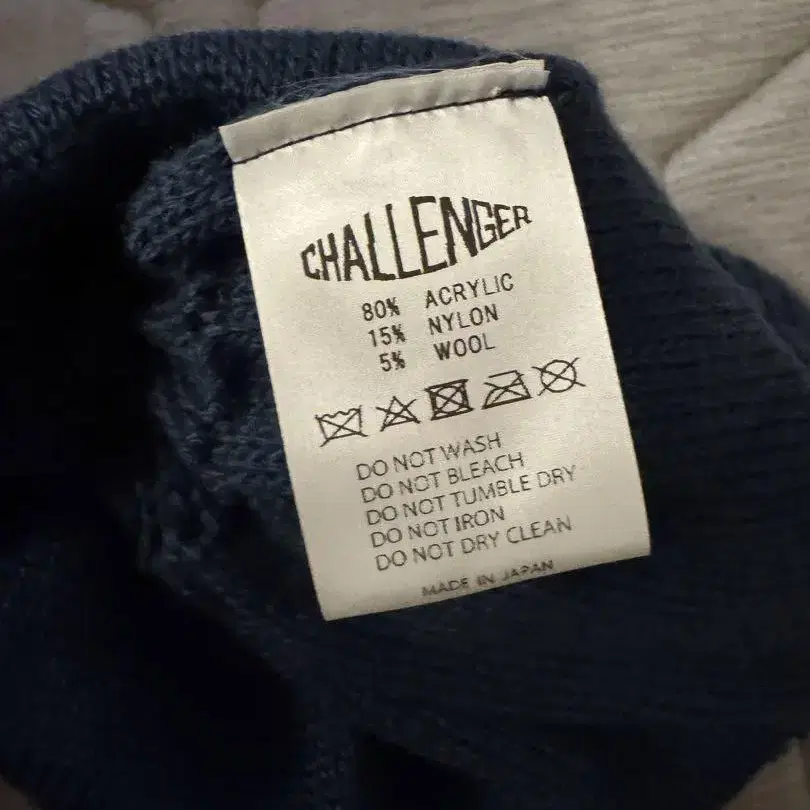 CHALLENGER
80% ACRYLIC
15% NYLON
5% WOOL
DO NOT WASH
DO NOT BLEACH
DO NOT TUMBLE DRY
DO NOT IRON
DO NOT DRY CLEAN
MADE IN JAPAN